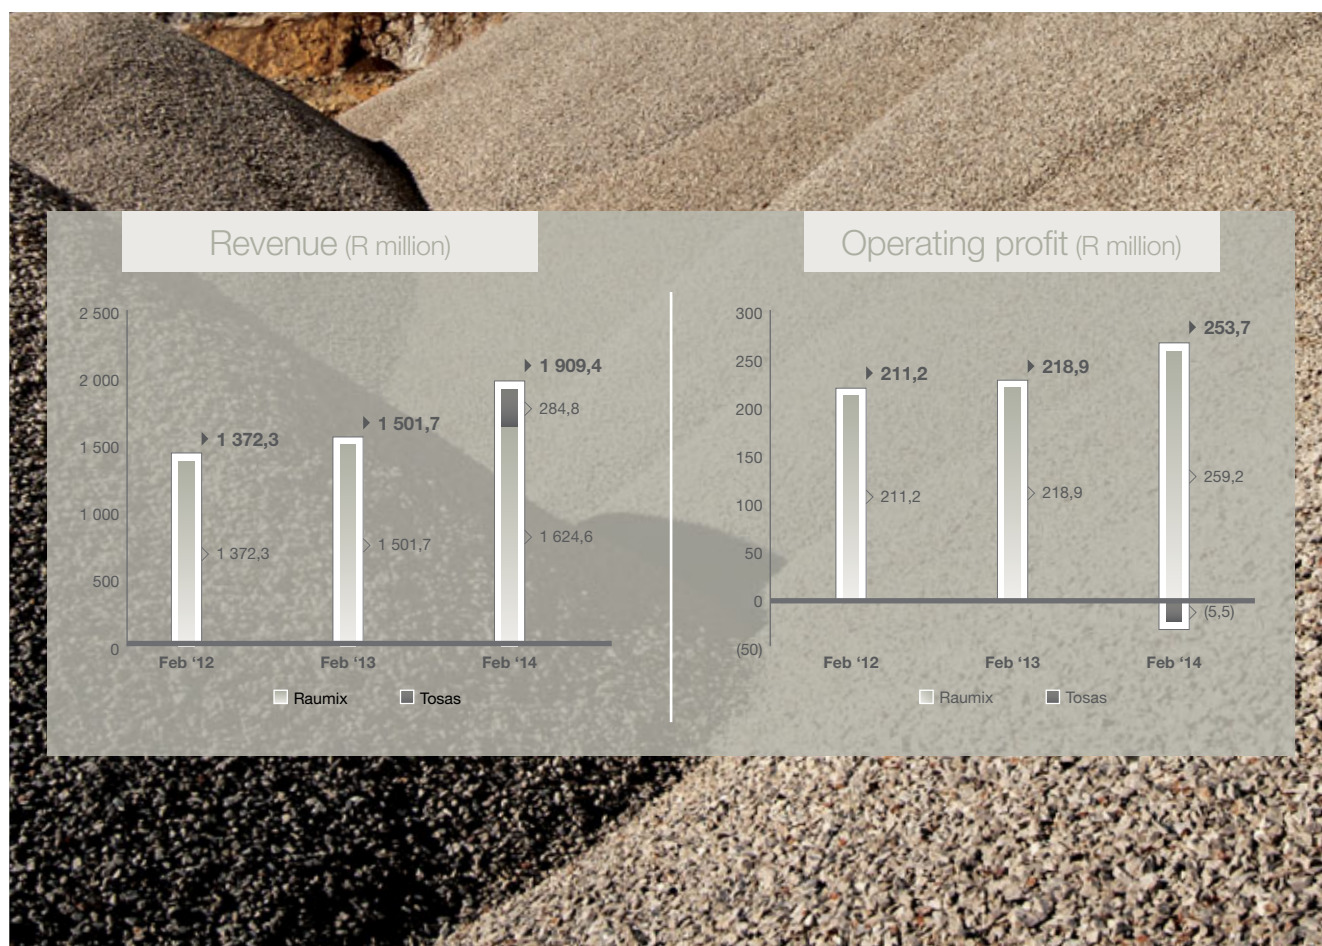 Revenue (R million)
2 500
2 000
1 500
1 000
500
0
1 372,3
1 372,3
1 501,7
1 501,7
1 909,4
284,8
1 624,6
Feb ‘12
Feb ‘13
Feb ‘14
Raumix
Tosas
Operating profit (R million)
300
250
200
150
100
50
0
(50)
211,2
211,2
218,9
218,9
253,7
259,2
(5,5)
Feb ‘12
Feb ‘13
Feb ‘14
Raumix
Tosas